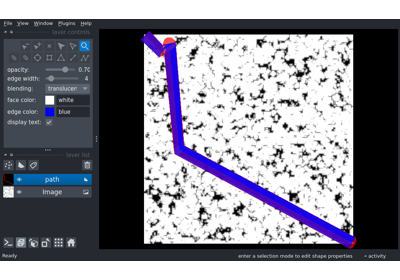 File View Window Plugins Help
layer controls
opacity: 0.70
edge width: 4
blending: translucen
face color: white
edge color: blue
display text:
layer list
path
Image
Ready
enter a selection mode to edit shape properties
activity